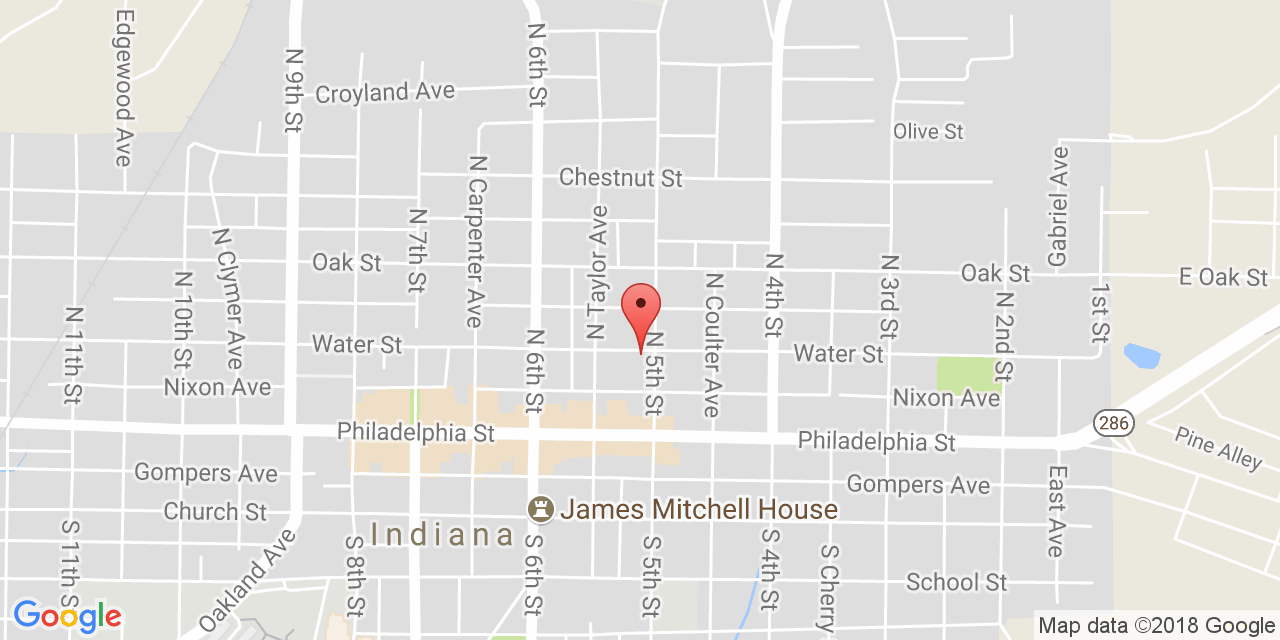 Edgewood Ave
N 9th St
N 6th St
Croyland Ave
Olive St
Gabriel Ave
N Carpenter Ave
Chestnut St
N 7th St
N Taylor Ave
N Clymer Ave
Oak St
N 10th St
N Coulter Ave
N 4th St
N 3rd St
Oak St
E Oak St
N 2nd St
1st St
N 11th St
Water St
N 6th St
N 5th St
Water St
Nixon Ave
Nixon Ave
Philadelphia St
Philadelphia St
286
Pine Alley
Gompers Ave
Gompers Ave
East Ave
Church St
James Mitchell House
Indiana
S 11th S
Oakland Ave
S 8th St
S 6th St
S 5th St
S 4th St
S Cherry
School St
Google
Map data ©2018 Google